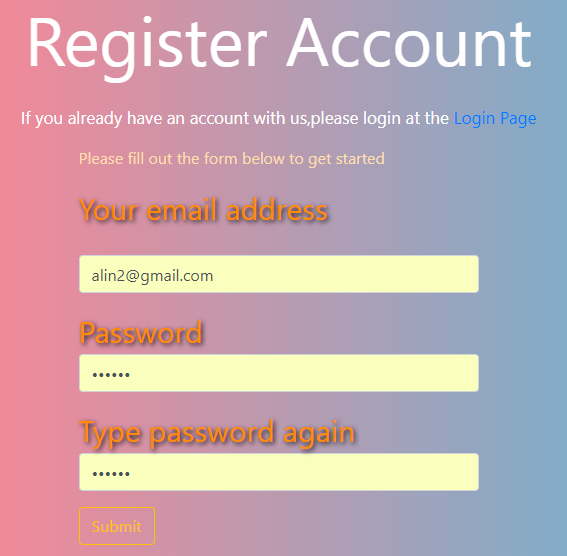 Register Account
If you already have an account with us,please login at the Login Page
Please fill out the form below to get started
Your email address
alin2@gmail.com
Password
••••••
Type password again
••••••
Submit